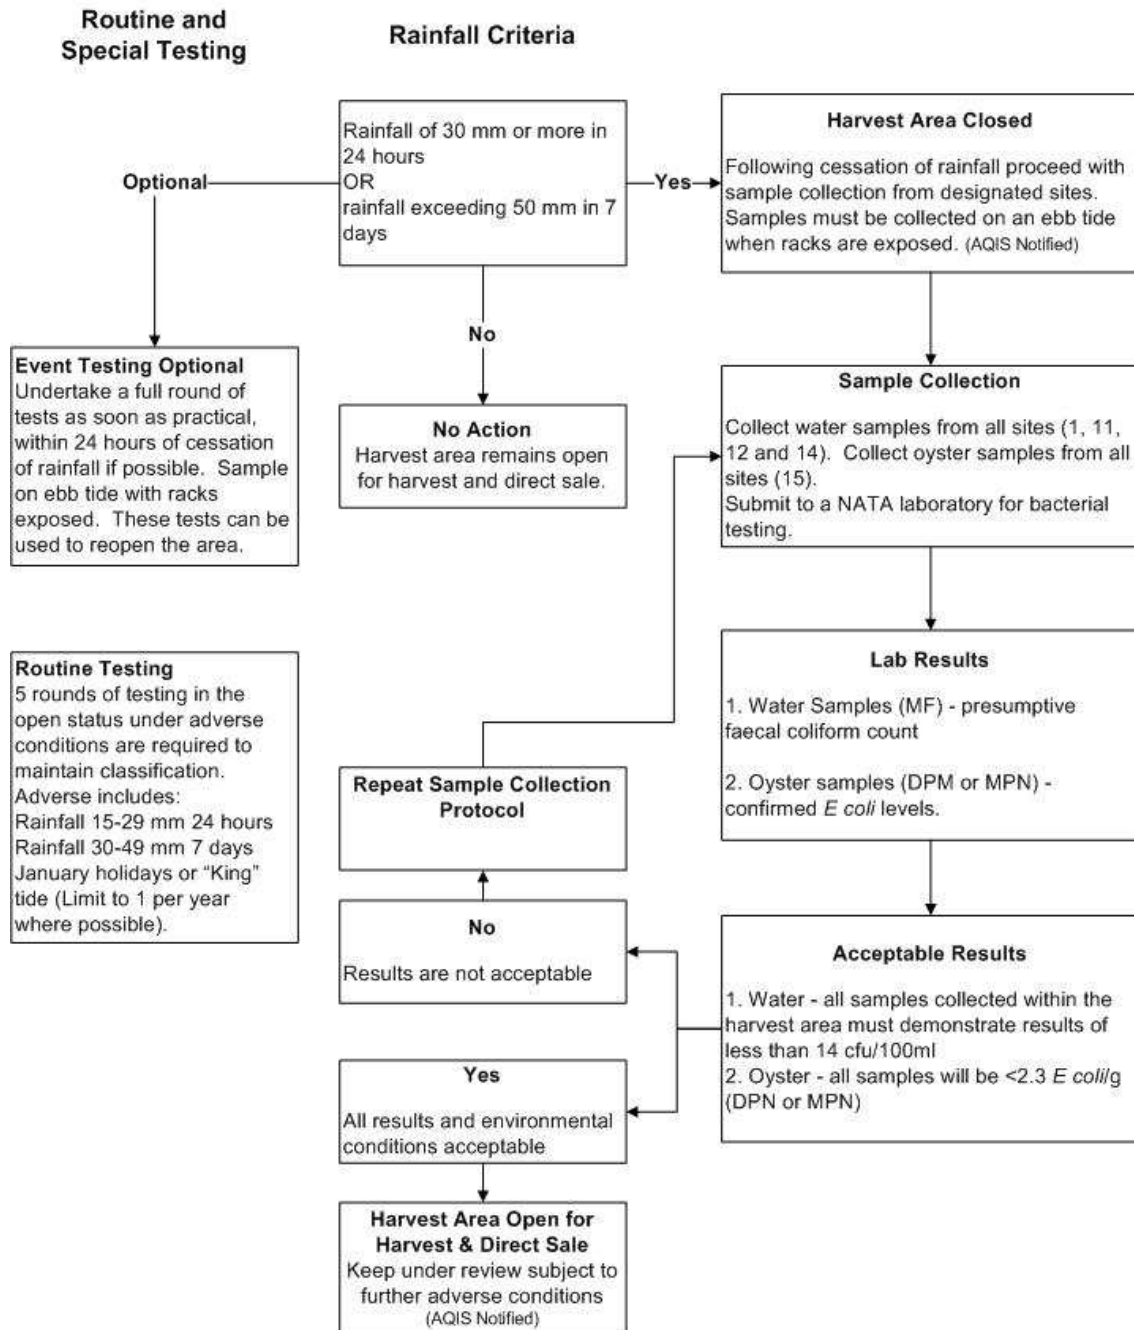 Routine and
Special Testing
Rainfall Criteria
Rainfall of 30 mm or more in
24 hours
OR
rainfall exceeding 50 mm in 7
days
Optional
Yes
Harvest Area Closed
Following cessation of rainfall proceed with
sample collection from designated sites.
Samples must be collected on an ebb tide
when racks are exposed. (AQIS Notified)
No
Event Testing Optional
Undertake a full round of
tests as soon as practical,
within 24 hours of cessation
of rainfall if possible. Sample
on ebb tide with racks
exposed. These tests can be
used to reopen the area.
No Action
Harvest area remains open
for harvest and direct sale.
Sample Collection
Collect water samples from all sites (1, 11,
12 and 14). Collect oyster samples from all
sites (15).
Submit to a NATA laboratory for bacterial
testing.
Routine Testing
5 rounds of testing in the
open status under adverse
conditions are required to
maintain classification.
Adverse includes:
Rainfall 15-29 mm 24 hours
Rainfall 30-49 mm 7 days
January holidays or “King”
tide (Limit to 1 per year
where possible).
Lab Results
1. Water Samples (MF) - presumptive
faecal coliform count
2. Oyster samples (DPM or MPN) -
confirmed E coli levels.
Repeat Sample Collection
Protocol
No
Results are not acceptable
Acceptable Results
1. Water - all samples collected within the
harvest area must demonstrate results of
less than 14 cfu/100ml
2. Oyster - all samples will be <2.3 E coli/g
(DPN or MPN)
Yes
All results and environmental
conditions acceptable
Harvest Area Open for
Harvest & Direct Sale
Keep under review subject to
further adverse conditions
(AQIS Notified)